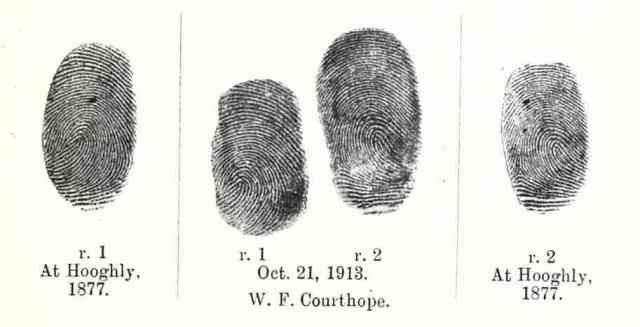 r. 1
At Hooghly,
1877.
r. 1 r. 2
Oct. 21, 1913.
W. F. Courthope.
r. 2
At Hooghly,
1877.